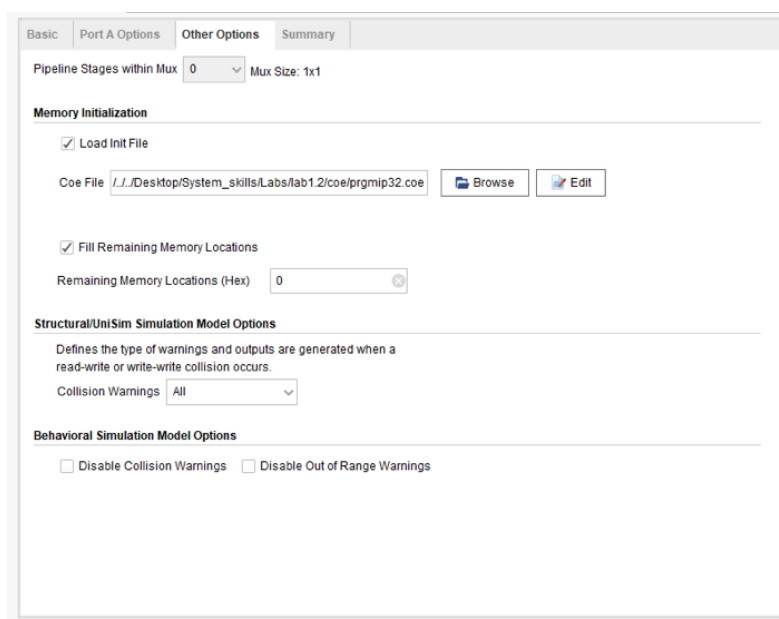 Basic Port A Options Other Options Summary
Pipeline Stages within Mux 0 Mux Size: 1x1
Memory Initialization
Load Init File
Coe File /../../Desktop/System_skills/Labs/lab1.2/coe/prgmip32.coe Browse Edit
Fill Remaining Memory Locations
Remaining Memory Locations (Hex) 0
Structural/UniSim Simulation Model Options
Defines the type of warnings and outputs are generated when a
read-write or write-write collision occurs.
Collision Warnings All
Behavioral Simulation Model Options
Disable Collision Warnings Disable Out of Range Warnings